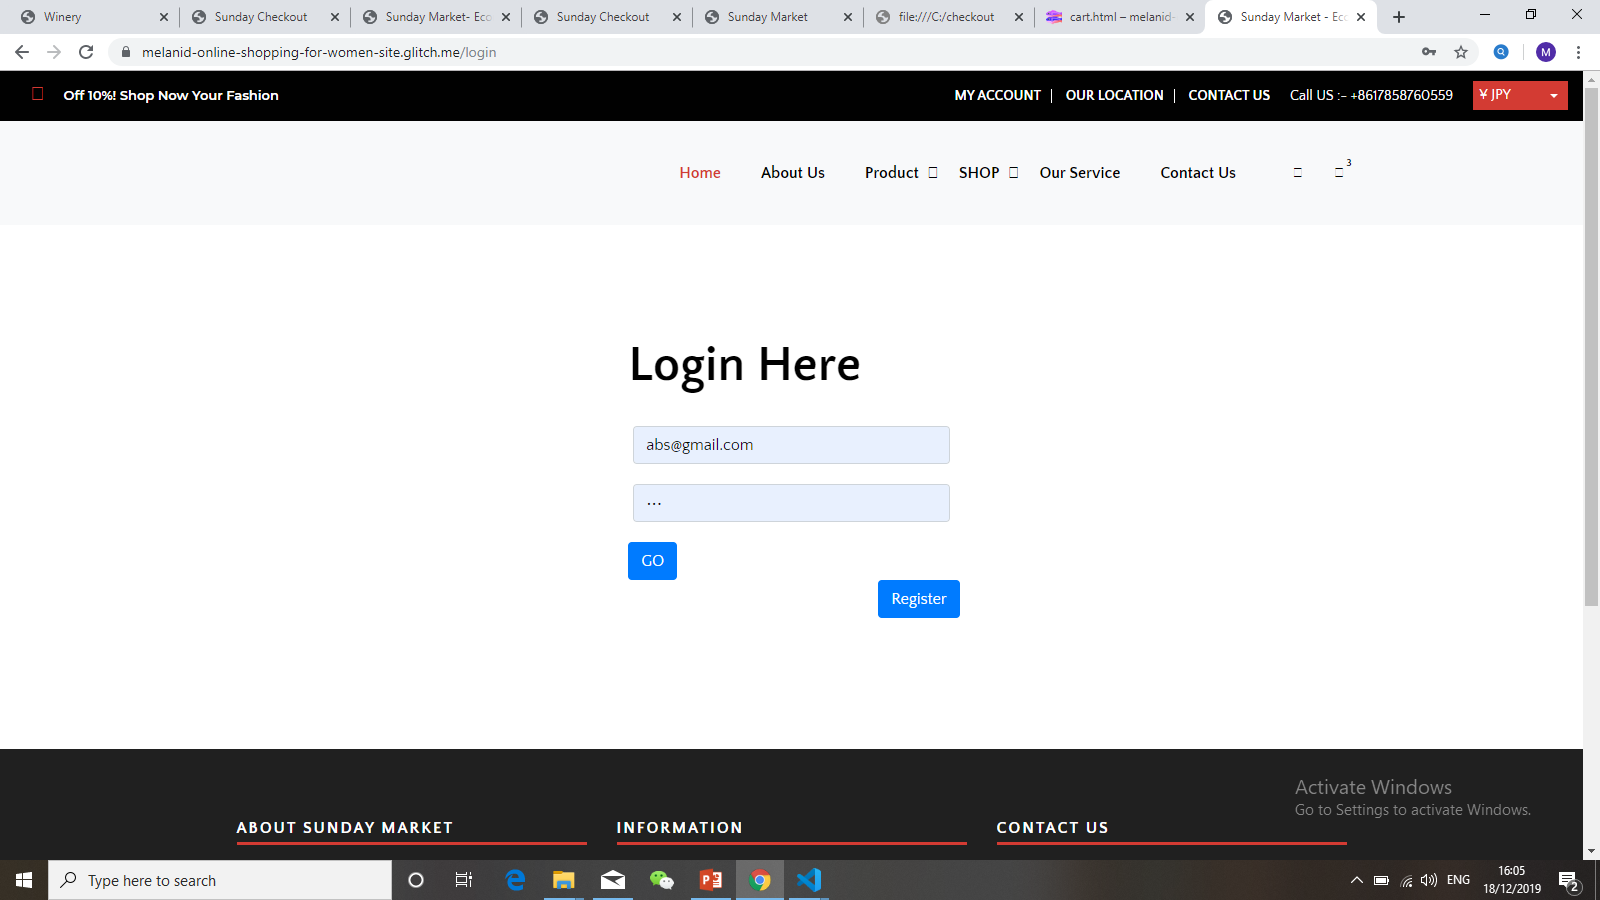 Winery
Sunday Checkout
Sunday Market- Eco
Sunday Checkout
Sunday Market
file:///C:/checkout
cart.html – melanid-
Sunday Market - Ecc
melanid-online-shopping-for-women-site.glitch.me/login
M
Off 10%! Shop Now Your Fashion
MY ACCOUNT
OUR LOCATION
CONTACT US
Call US :- +8617858760559
¥ JPY
Home
About Us
Product
SHOP
Our Service
Contact Us
3
Login Here
abs@gmail.com
...
GO
Register
Activate Windows
Go to Settings to activate Windows.
ABOUT SUNDAY MARKET
INFORMATION
CONTACT US
Type here to search
ENG
16:05
18/12/2019
2